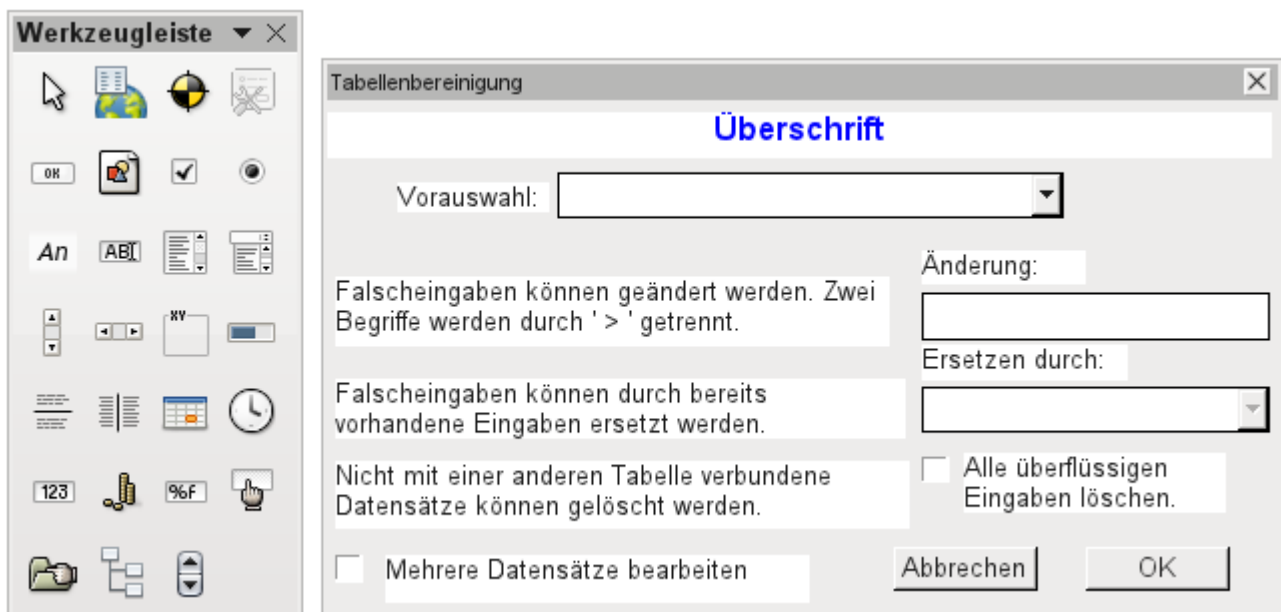 Werkzeugleiste
OK
An
ABI
XY
123
%F
Tabellenbereinigung
Überschrift
Vorauswahl:
Falscheingaben können geändert werden. Zwei
Begriffe werden durch ' > ' getrennt.
Änderung:
Ersetzen durch:
Falscheingaben können durch bereits
vorhandene Eingaben ersetzt werden.
Nicht mit einer anderen Tabelle verbundene
Datensätze können gelöscht werden.
Alle überflüssigen
Eingaben löschen.
Mehrere Datensätze bearbeiten
Abbrechen
OK